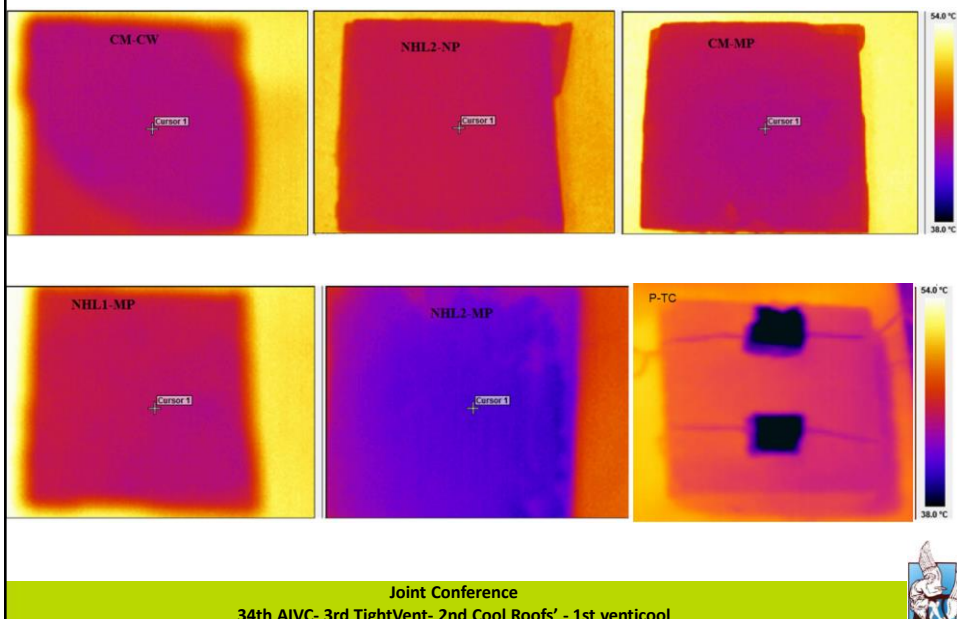 CM-CW
NHL2-NP
CM-MP
54.0 °C
Cursor 1
Cursor 1
Cursor 1
38.0 °C
NHL1-MP
NHL2-MP
P-TC
54.0 °C
Cursor 1
Cursor 1
38.0 °C
Joint Conference
34th AIVC- 3rd TightVent- 2nd Cool Roofs' - 1st venticool